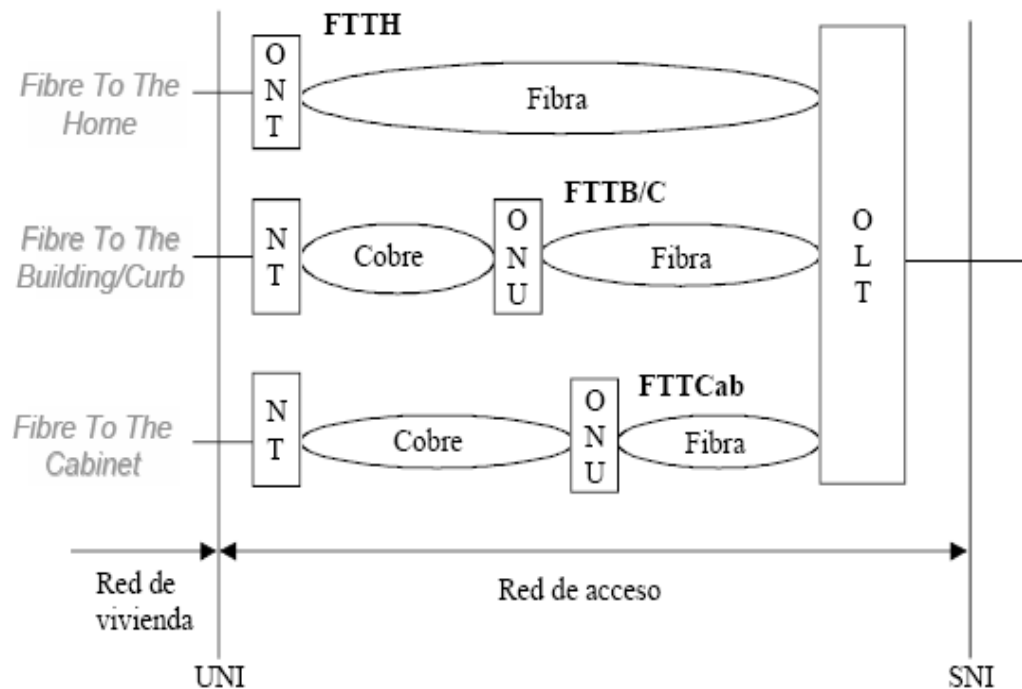 FTTH
Fibre To The
Home
O
N
T
Fibra
FTTB/C
Fibre To The
Building/Curb
N
T
Cobre
O
N
U
Fibra
O
L
T
FTTCab
Fibre To The
Cabinet
N
T
Cobre
O
N
U
Fibra
Red de
vivienda
Red de acceso
UNI
SNI